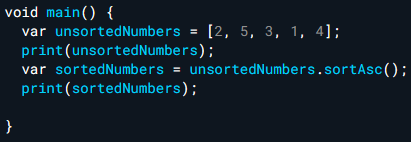 void main() {
  var unsortedNumbers = [2, 5, 3, 1, 4];
  print(unsortedNumbers);
  var sortedNumbers = unsortedNumbers.sortAsc();
  print(sortedNumbers);
}